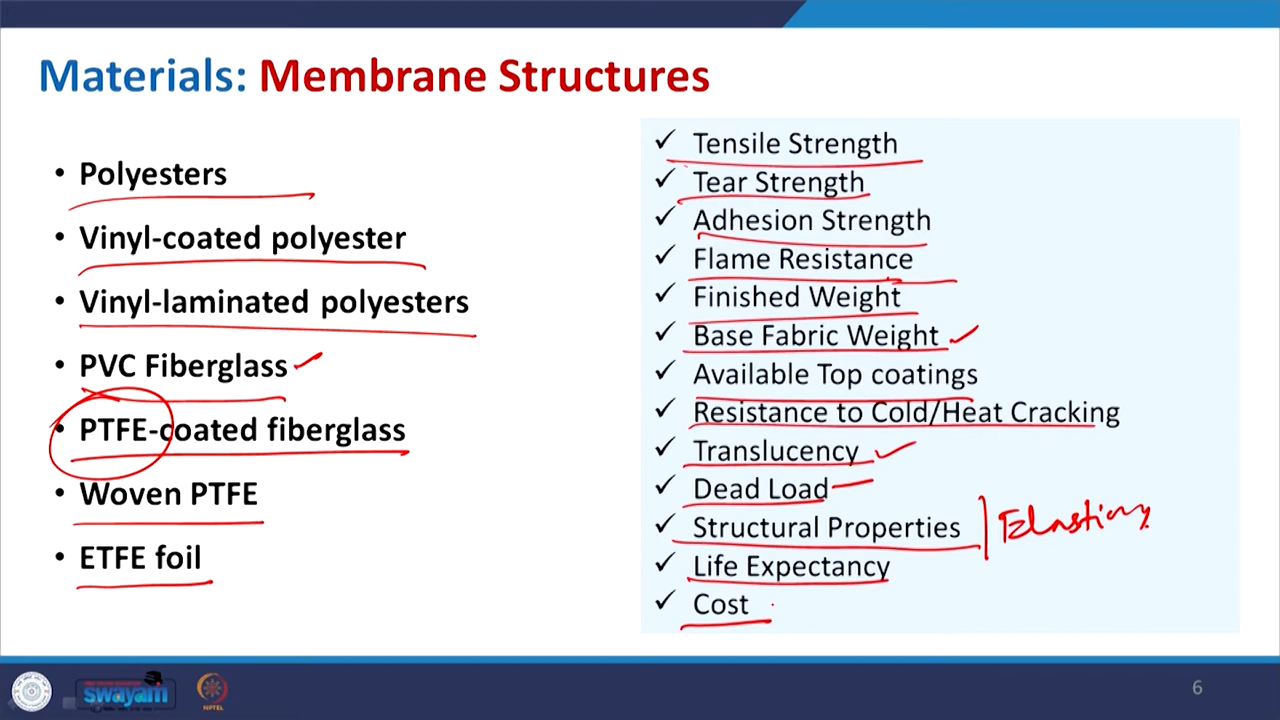 Materials: Membrane Structures
• Polyesters
• Vinyl-coated polyester
• Vinyl-laminated polyesters
• PVC Fiberglass
• PTFE-coated fiberglass
• Woven PTFE
• ETFE foil
✓ Tensile Strength
✓ Tear Strength
✓ Adhesion Strength
✓ Flame Resistance
✓ Finished Weight
✓ Base Fabric Weight
✓ Available Top coatings
✓ Resistance to Cold/Heat Cracking
✓ Translucency
✓ Dead Load
✓ Structural Properties
✓ Life Expectancy
✓ Cost
swayam
NPTEL
6